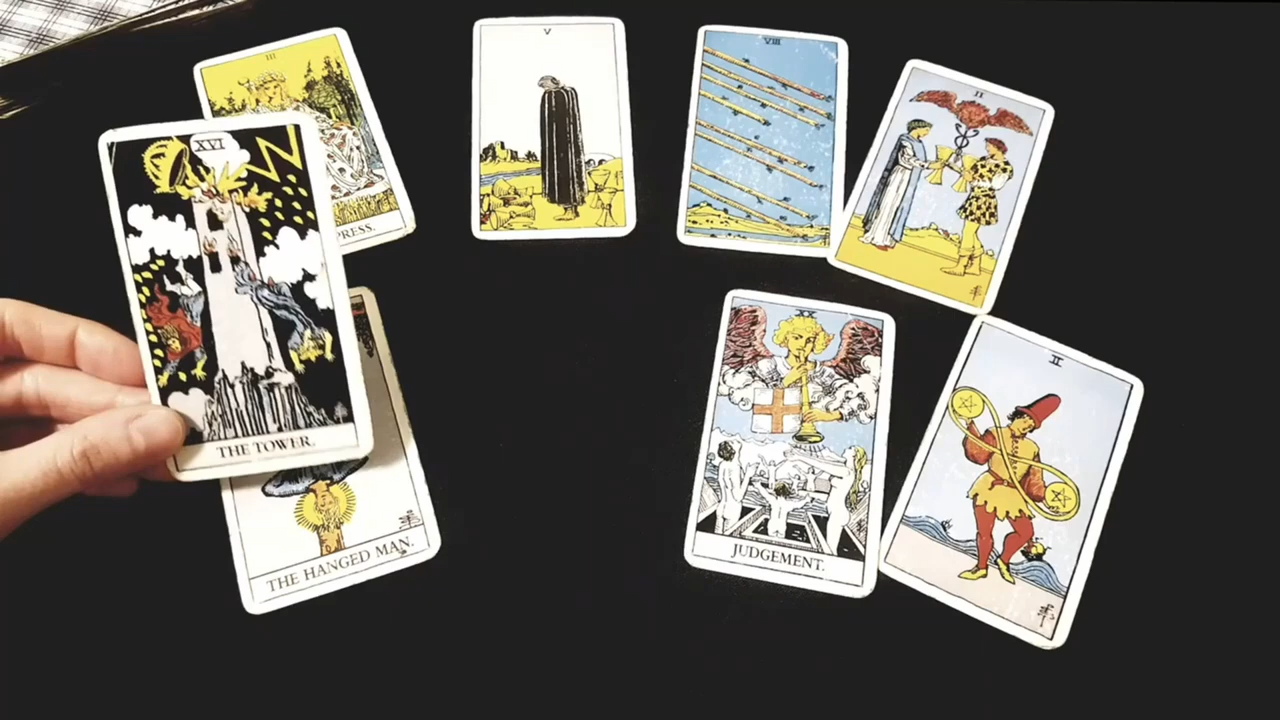 III
PRESS.
V
VIII
II
XVI
THE TOWER.
THE HANGED MAN.
XX
JUDGEMENT.
II